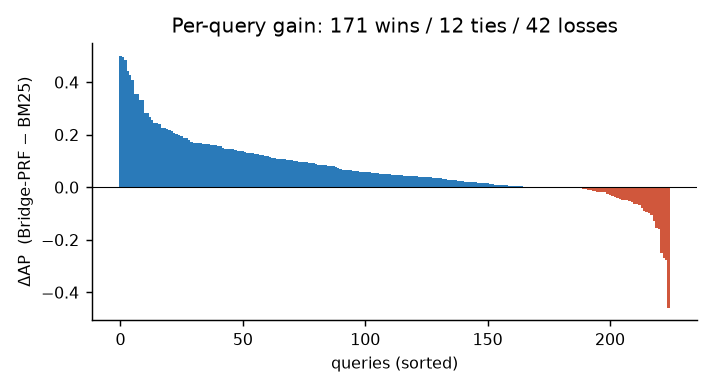 Per-query gain: 171 wins / 12 ties / 42 losses
ΔAP (Bridge-PRF − BM25)
0.4
0.2
0.0
−0.2
−0.4
0 50 100 150 200
queries (sorted)